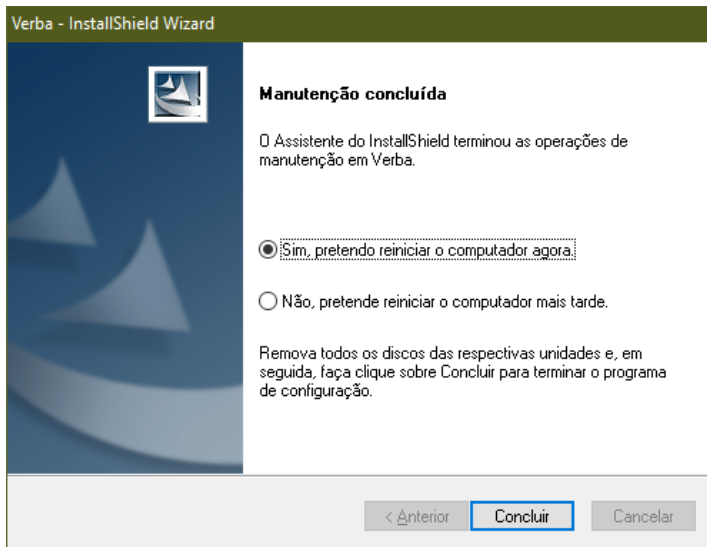 Verba - InstallShield Wizard
Manutenção concluída
O Assistente do InstallShield terminou as operações de
manutenção em Verba.
Sim, pretendo reiniciar o computador agora.
Não, pretende reiniciar o computador mais tarde.
Remova todos os discos das respectivas unidades e, em
seguida, faça clique sobre Concluir para terminar o programa
de configuração.
< Anterior
Concluir
Cancelar